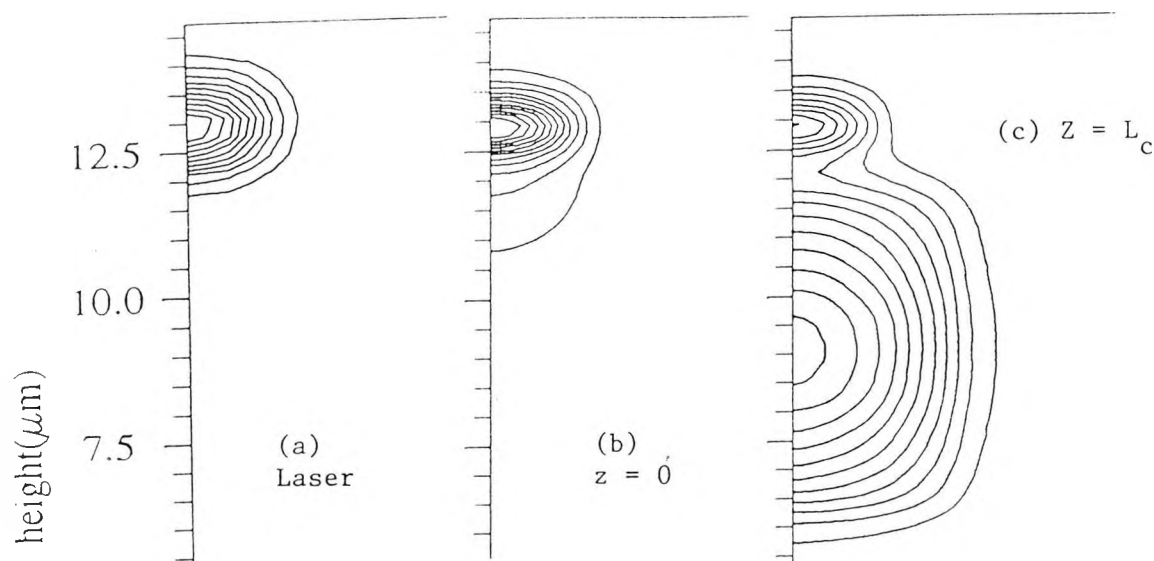 12.5
10.0
7.5
height(μm)
(a)
Laser
(b)
z = 0
(c) Z = L_c